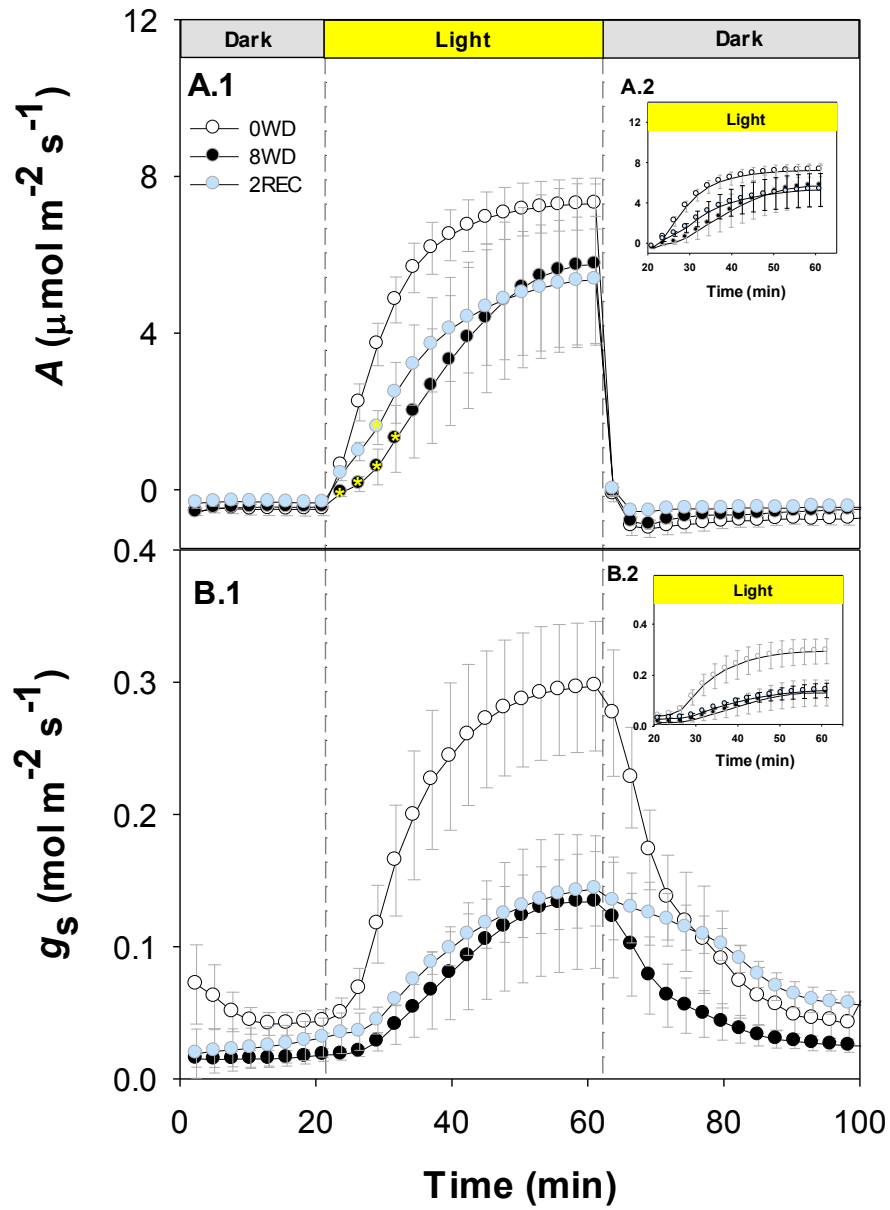 12
Dark Light Dark
A.1
0WD
8WD
2REC
A.2
Light
12
8
4
0
20 30 40 50 60
Time (min)
8
4
0
A (μmol m-2 s-1)
0.4
B.1
B.2
Light
0.4
0.2
0.0
20 30 40 50 60
Time (min)
0.3
0.2
0.1
0.0
gs (mol m-2 s-1)
0 20 40 60 80 100
Time (min)